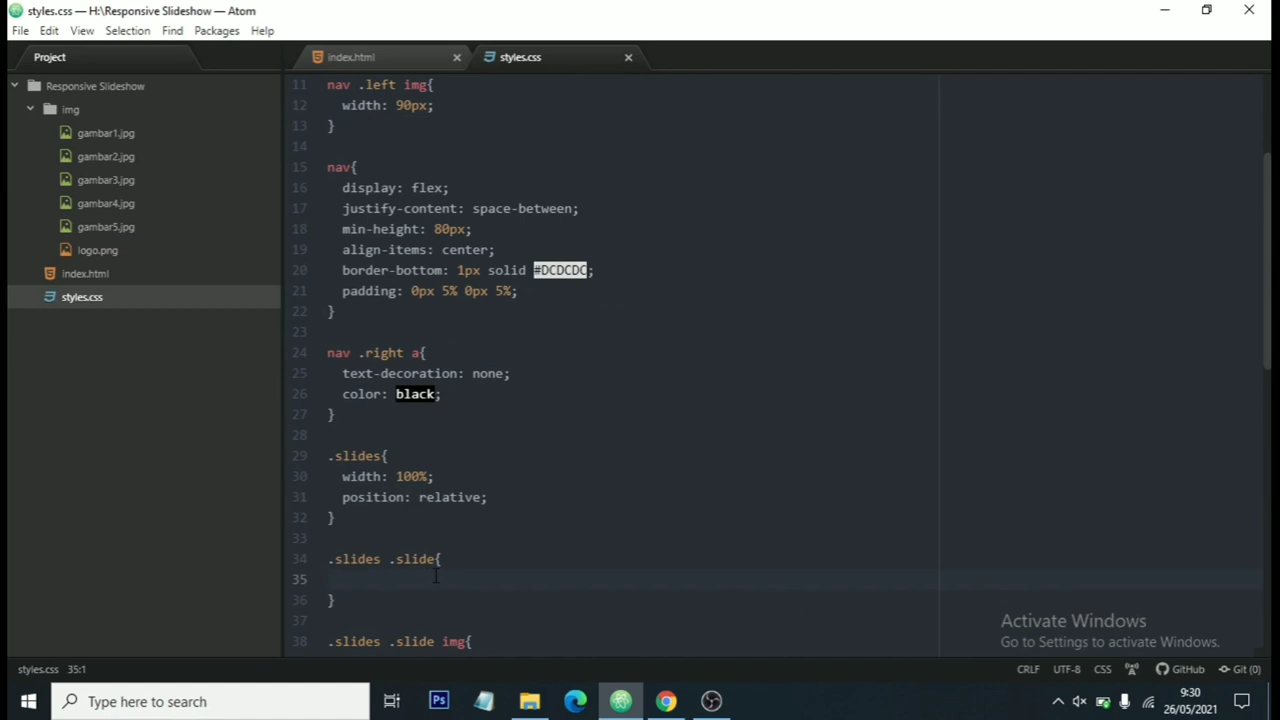 styles.css — H:\Responsive Slideshow — Atom
File Edit View Selection Find Packages Help
Project
index.html
styles.css
Responsive Slideshow
img
gambar1.jpg
gambar2.jpg
gambar3.jpg
gambar4.jpg
gambar5.jpg
logo.png
index.html
styles.css
11 nav .left img{
12 width: 90px;
13 }
14
15 nav{
16 display: flex;
17 justify-content: space-between;
18 min-height: 80px;
19 align-items: center;
20 border-bottom: 1px solid #DCDCDC;
21 padding: 0px 5% 0px 5%;
22 }
23
24 nav .right a{
25 text-decoration: none;
26 color: black;
27 }
28
29 .slides{
30 width: 100%;
31 position: relative;
32 }
33
34 .slides .slide{
35
36 }
37
38 .slides .slide img{
Activate Windows
Go to Settings to activate Windows.
styles.css 35:1
CRLF UTF-8 CSS GitHub Git (0)
Type here to search
Ps
9:30
26/05/2021